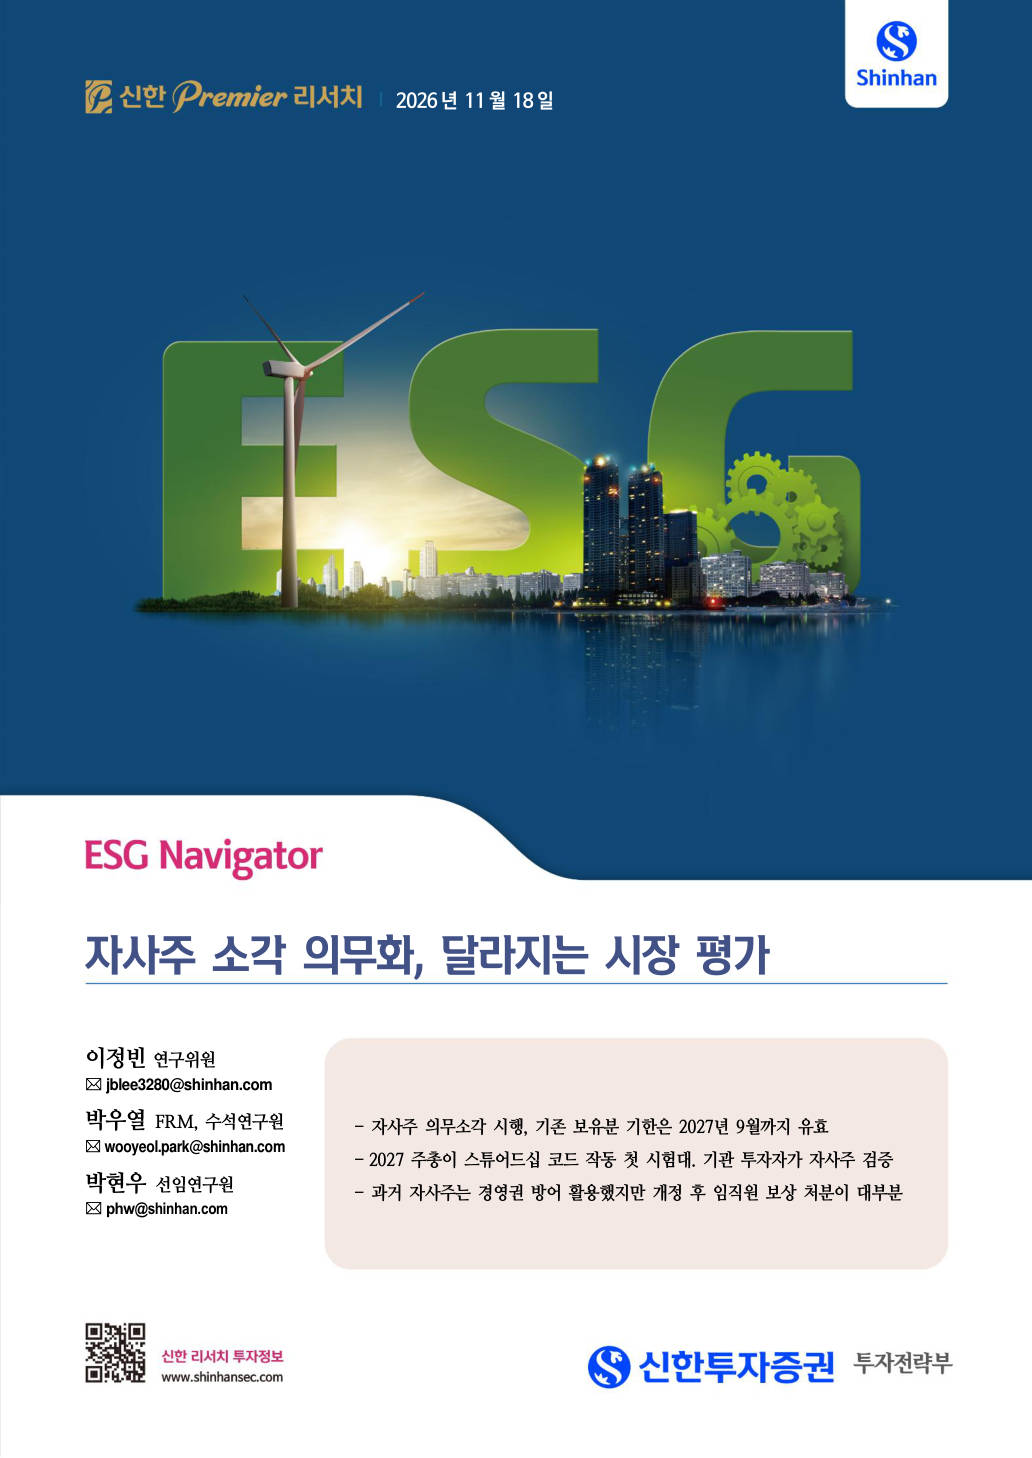 신한 Premier 리서치 | 2026년 11월 18일
Shinhan
ESG
ESG Navigator
자사주 소각 의무화, 달라지는 시장 평가
이정빈 연구위원
jblee3280@shinhan.com
박우열 FRM, 수석연구원
wooyeol.park@shinhan.com
박현우 선임연구원
phw@shinhan.com
– 자사주 의무소각 시행, 기존 보유분 기한은 2027년 9월까지 유효
– 2027 주총이 스튜어드십 코드 작동 첫 시험대. 기관 투자자가 자사주 검증
– 과거 자사주는 경영권 방어 활용했지만 개정 후 임직원 보상 처분이 대부분
신한 리서치 투자정보
www.shinhansec.com
신한투자증권 투자전략부